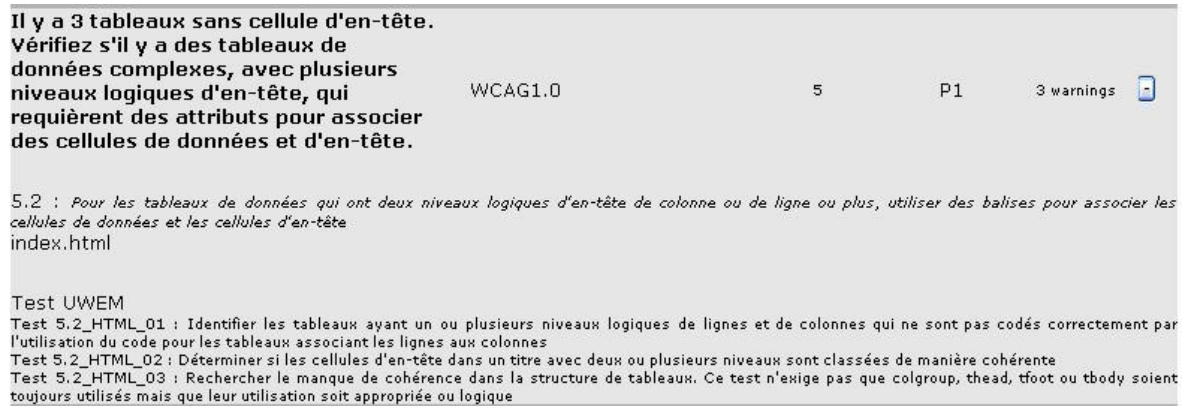 Il y a 3 tableaux sans cellule d'en-tête.
Vérifiez s'il y a des tableaux de
données complexes, avec plusieurs
niveaux logiques d'en-tête, qui
requièrent des attributs pour associer
des cellules de données et d'en-tête.
WCAG1.0 5 P1 3 warnings -
5.2 : Pour les tableaux de données qui ont deux niveaux logiques d'en-tête de colonne ou de ligne ou plus, utiliser des balises pour associer les
cellules de données et les cellules d'en-tête
index.html
Test UWEM
Test 5.2_HTML_01 : Identifier les tableaux ayant un ou plusieurs niveaux logiques de lignes et de colonnes qui ne sont pas codés correctement par
l'utilisation du code pour les tableaux associant les lignes aux colonnes
Test 5.2_HTML_02 : Déterminer si les cellules d'en-tête dans un titre avec deux ou plusieurs niveaux sont classées de manière cohérente
Test 5.2_HTML_03 : Rechercher le manque de cohérence dans la structure de tableaux. Ce test n'exige pas que colgroup, thead, tfoot ou tbody soient
toujours utilisés mais que leur utilisation soit appropriée ou logique